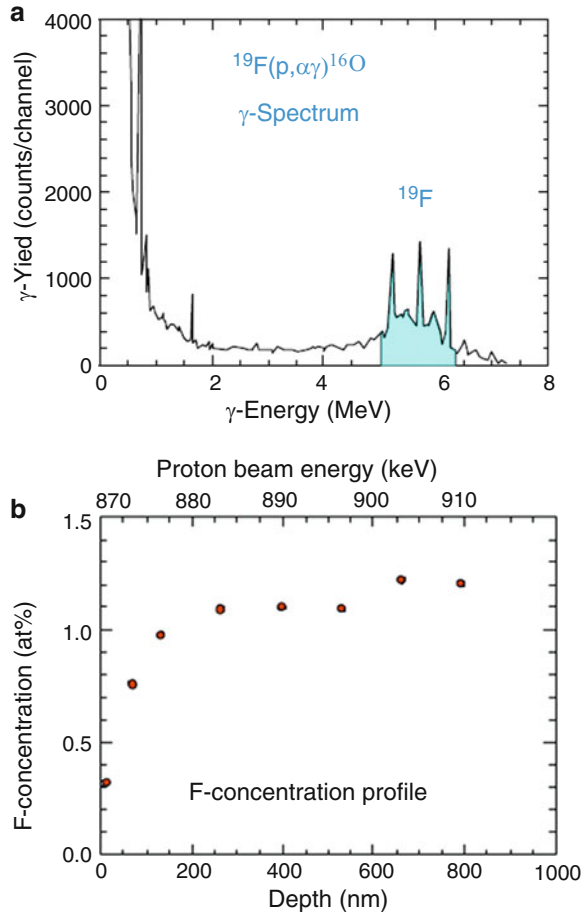 a
4000
3000
2000
1000
0
γ-Yied (counts/channel)
¹⁹F(p,αγ)¹⁶O
γ-Spectrum
¹⁹F
0 2 4 6 8
γ-Energy (MeV)
Proton beam energy (keV)
b
870 880 890 900 910
1.5
1.0
0.5
0.0
F-concentration (at%)
F-concentration profile
0 200 400 600 800 1000
Depth (nm)